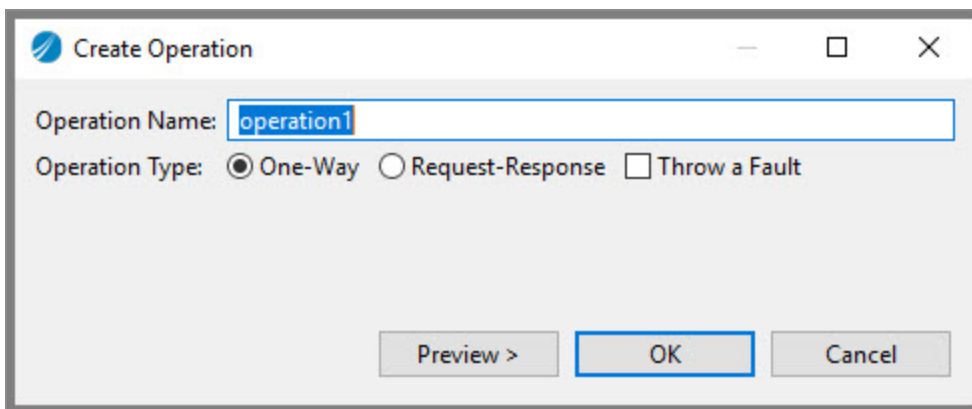 Create Operation
Operation Name: operation1
Operation Type: One-Way Request-Response Throw a Fault
Preview > OK Cancel